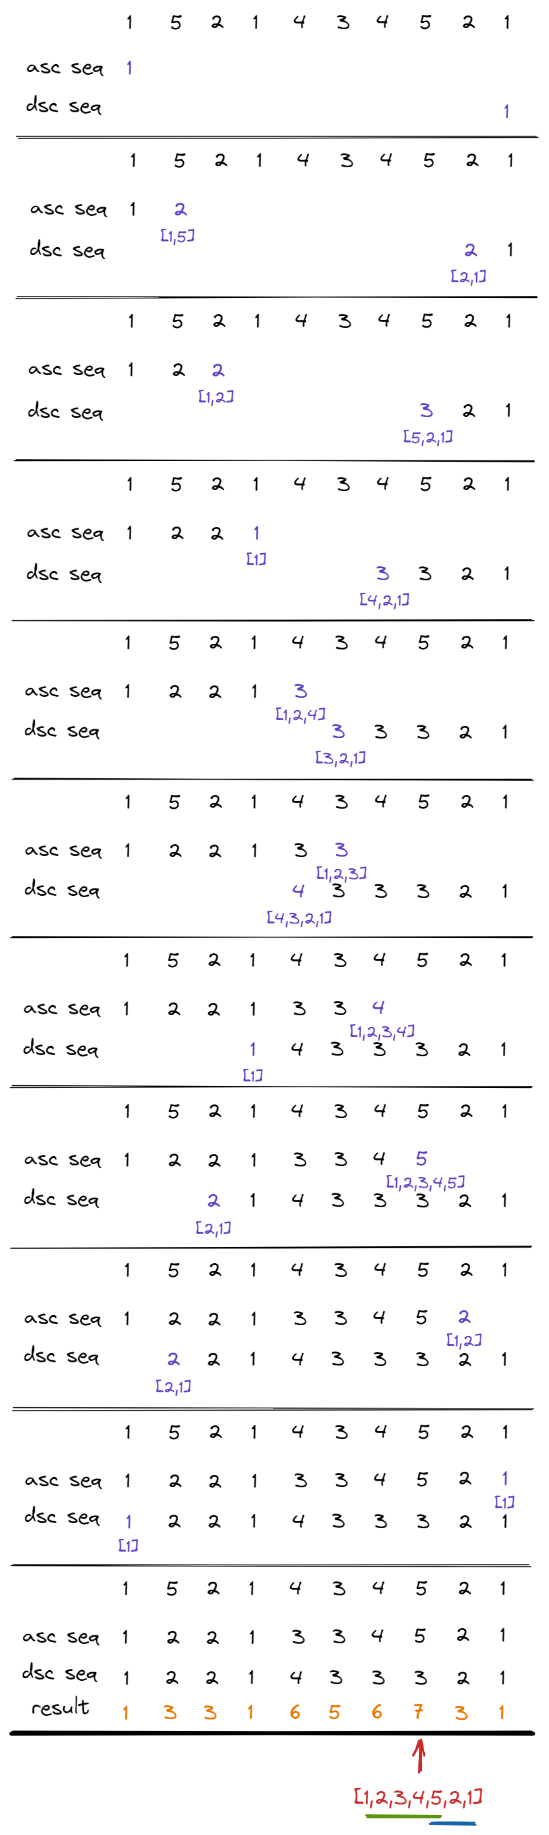 1 5 2 1 4 3 4 5 2 1
asc seq 1
dsc seq 1
1 5 2 1 4 3 4 5 2 1
asc seq 1 2
[1,5]
dsc seq 2 1
[2,1]
1 5 2 1 4 3 4 5 2 1
asc seq 1 2 2
[1,2]
dsc seq 3 2 1
[5,2,1]
1 5 2 1 4 3 4 5 2 1
asc seq 1 2 2 1
[1]
dsc seq 3 3 2 1
[4,2,1]
1 5 2 1 4 3 4 5 2 1
asc seq 1 2 2 1 3
[1,2,4]
dsc seq 3 3 3 2 1
[3,2,1]
1 5 2 1 4 3 4 5 2 1
asc seq 1 2 2 1 3 3
[1,2,3]
dsc seq 4 3 3 3 2 1
[4,3,2,1]
1 5 2 1 4 3 4 5 2 1
asc seq 1 2 2 1 3 3 4
[1,2,3,4]
dsc seq 1 4 3 3 3 2 1
[1]
1 5 2 1 4 3 4 5 2 1
asc seq 1 2 2 1 3 3 4 5
[1,2,3,4,5]
dsc seq 2 1 4 3 3 3 2 1
[2,1]
1 5 2 1 4 3 4 5 2 1
asc seq 1 2 2 1 3 3 4 5 2
[1,2]
dsc seq 2 2 1 4 3 3 3 2 1
[2,1]
1 5 2 1 4 3 4 5 2 1
asc seq 1 2 2 1 3 3 4 5 2 1
[1]
dsc seq 1 2 2 1 4 3 3 3 2 1
[1]
1 5 2 1 4 3 4 5 2 1
asc seq 1 2 2 1 3 3 4 5 2 1
dsc seq 1 2 2 1 4 3 3 3 2 1
result 1 3 3 1 6 5 6 7 3 1
[1,2,3,4,5,2,1]